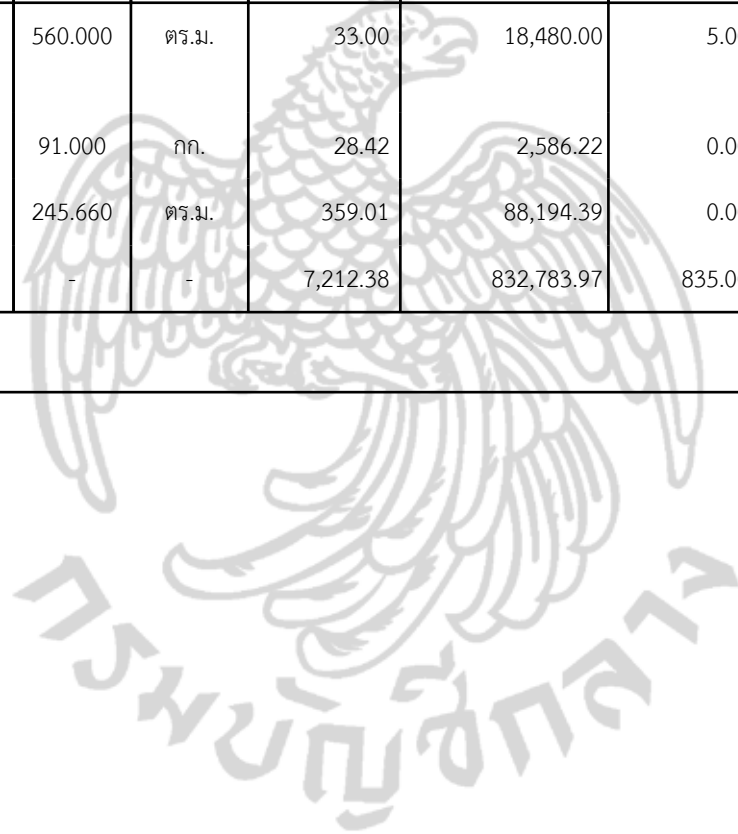 560.000 ตร.ม. 33.00 18,480.00 5.0
91.000 กก. 28.42 2,586.22 0.0
245.660 ตร.ม. 359.01 88,194.39 0.0
- - 7,212.38 832,783.97 835.0
กรมบัญชีกลาง